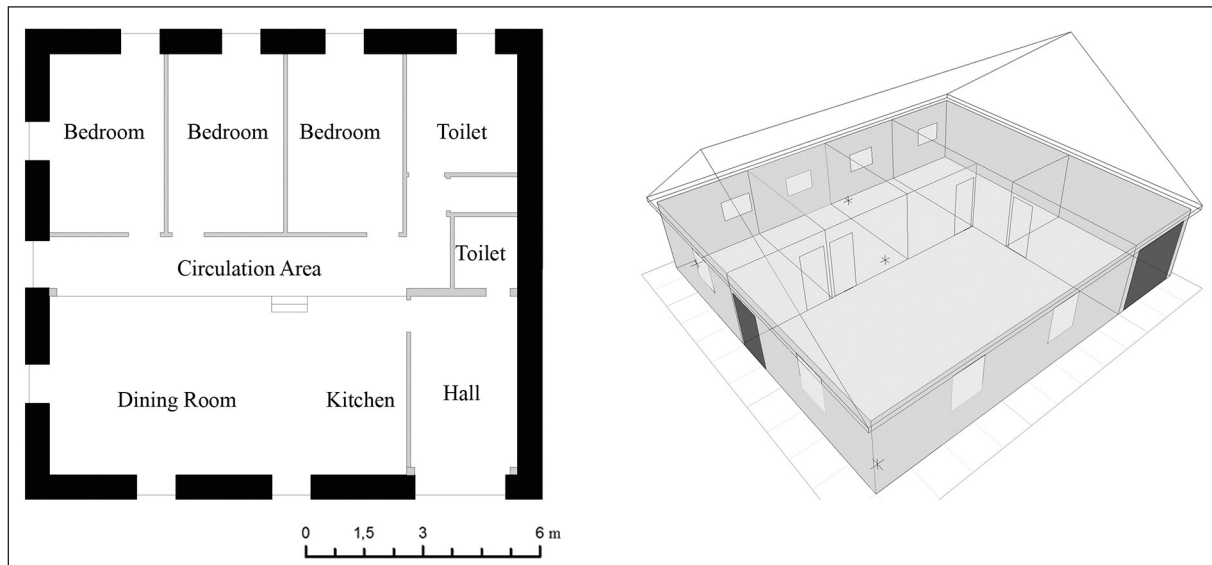 Bedroom Bedroom Bedroom Toilet
Toilet
Circulation Area
Dining Room Kitchen Hall
0 1,5 3 6 m